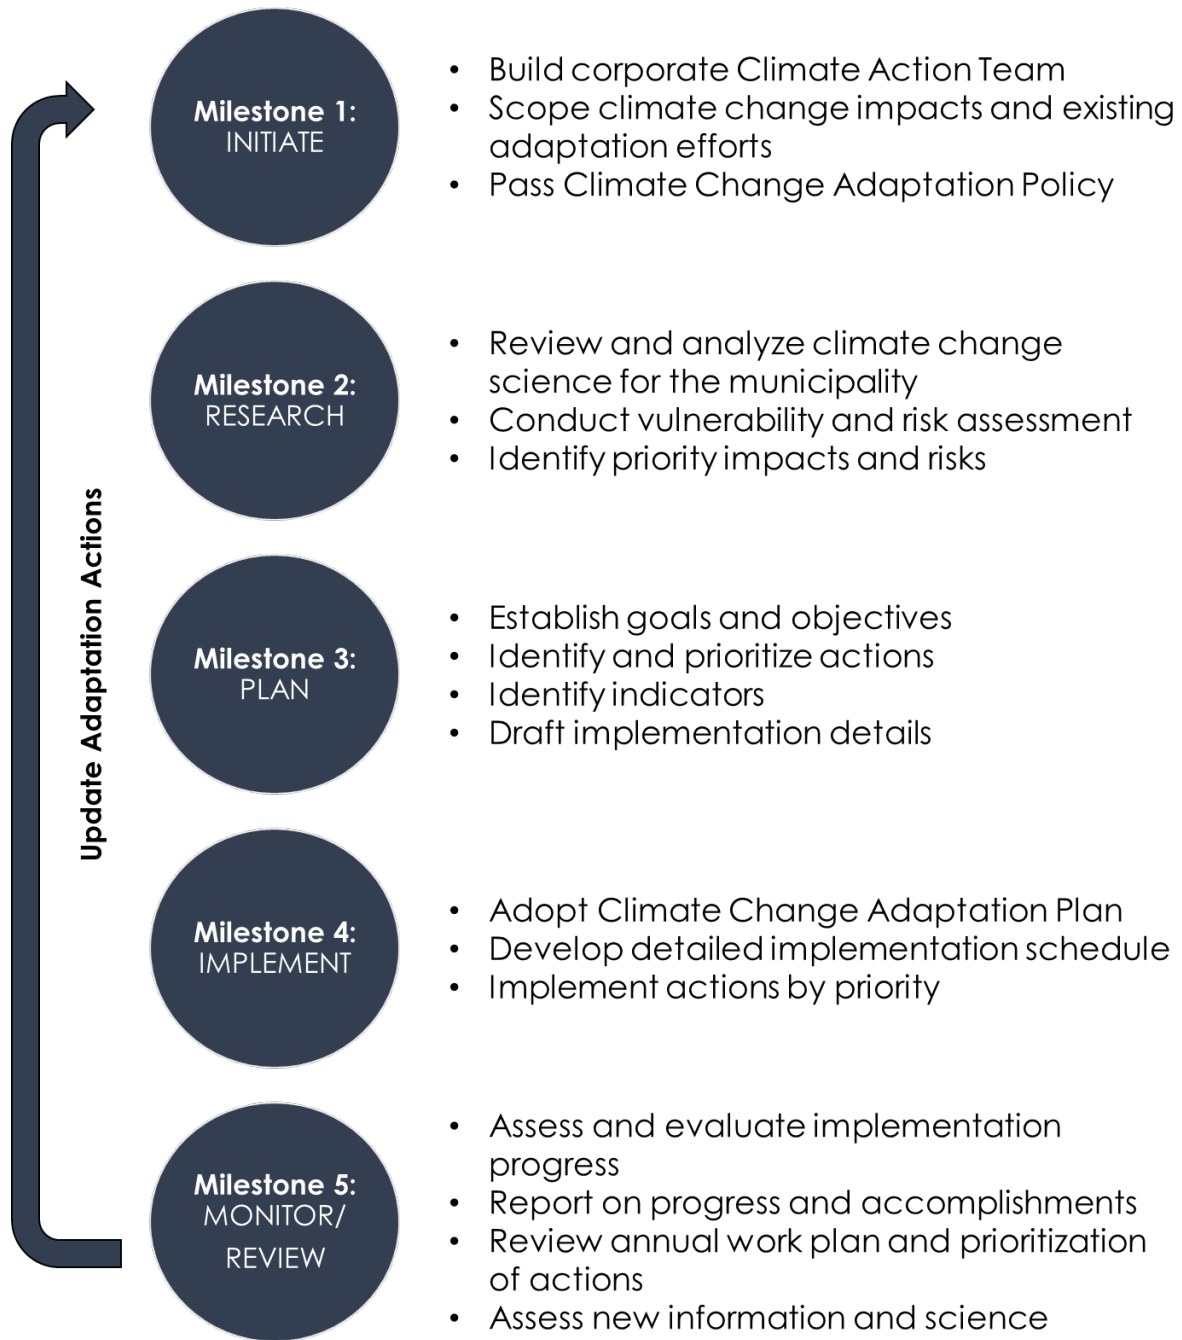 Milestone 1:
INITIATE
• Build corporate Climate Action Team
• Scope climate change impacts and existing
adaptation efforts
• Pass Climate Change Adaptation Policy
Milestone 2:
RESEARCH
• Review and analyze climate change
science for the municipality
• Conduct vulnerability and risk assessment
• Identify priority impacts and risks
Update Adaptation Actions
Milestone 3:
PLAN
• Establish goals and objectives
• Identify and prioritize actions
• Identify indicators
• Draft implementation details
Milestone 4:
IMPLEMENT
• Adopt Climate Change Adaptation Plan
• Develop detailed implementation schedule
• Implement actions by priority
Milestone 5:
MONITOR/
REVIEW
• Assess and evaluate implementation
progress
• Report on progress and accomplishments
• Review annual work plan and prioritization
of actions
• Assess new information and science